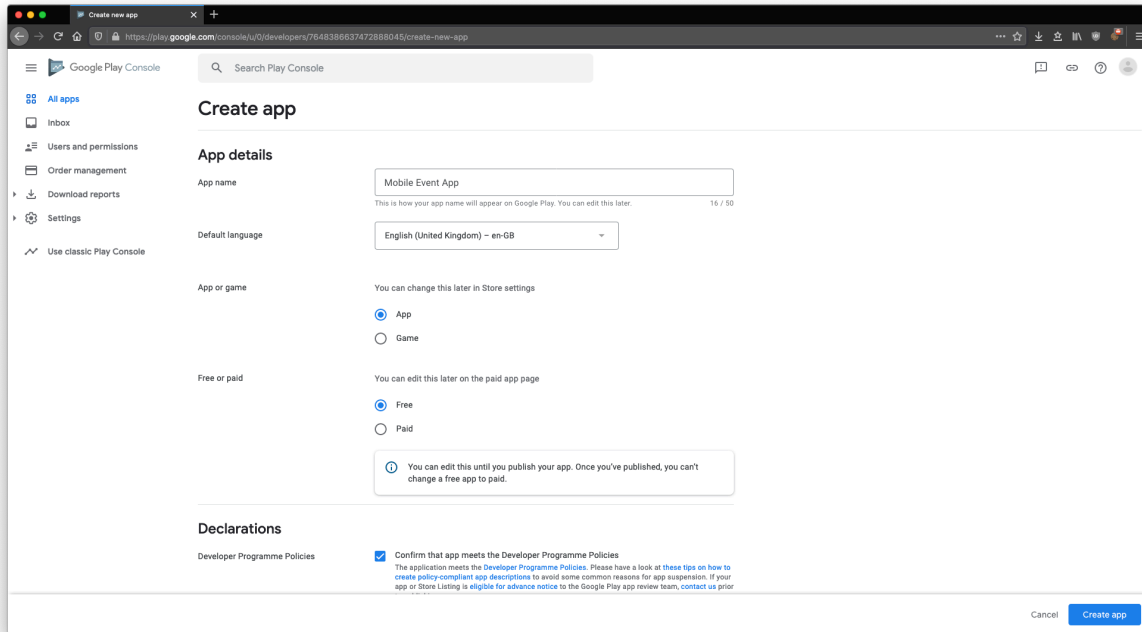 Create new app
https://play.google.com/console/u/0/developers/7648386637472888045/create-new-app
Google Play Console
Search Play Console
All apps
Inbox
Users and permissions
Order management
Download reports
Settings
Use classic Play Console
Create app
App details
App name
Mobile Event App
This is how your app name will appear on Google Play. You can edit this later.
16 / 50
Default language
English (United Kingdom) – en-GB
App or game
You can change this later in Store settings
App
Game
Free or paid
You can edit this later on the paid app page
Free
Paid
You can edit this until you publish your app. Once you've published, you can't
change a free app to paid.
Declarations
Developer Programme Policies
Confirm that app meets the Developer Programme Policies
The application meets the Developer Programme Policies. Please have a look at these tips on how to
create policy-compliant app descriptions to avoid some common reasons for app suspension. If your
app or Store Listing is eligible for advance notice to the Google Play app review team, contact us prior
Cancel
Create app